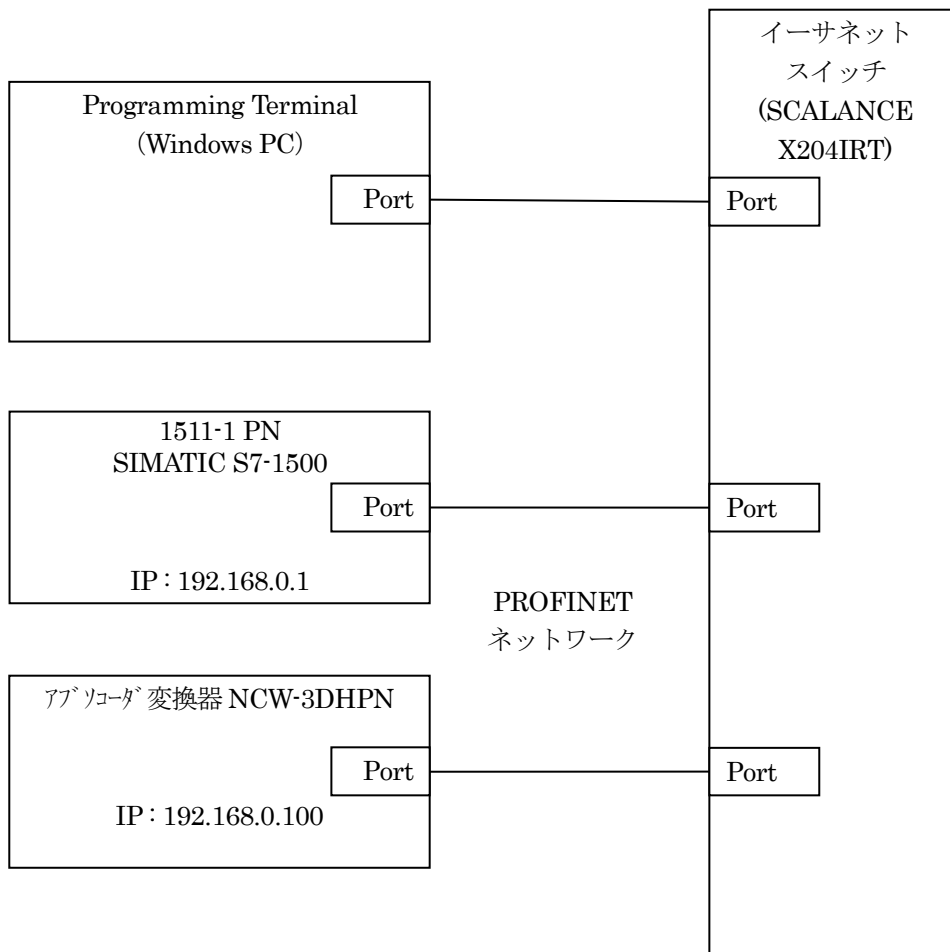 イーサネット
スイッチ
(SCALANCE
X204IRT)
Port
Programming Terminal
(Windows PC)
Port
1511-1 PN
SIMATIC S7-1500
Port
IP : 192.168.0.1
Port
PROFINET
ネットワーク
アブソコーダ変換器 NCW-3DHPN
Port
IP : 192.168.0.100
Port